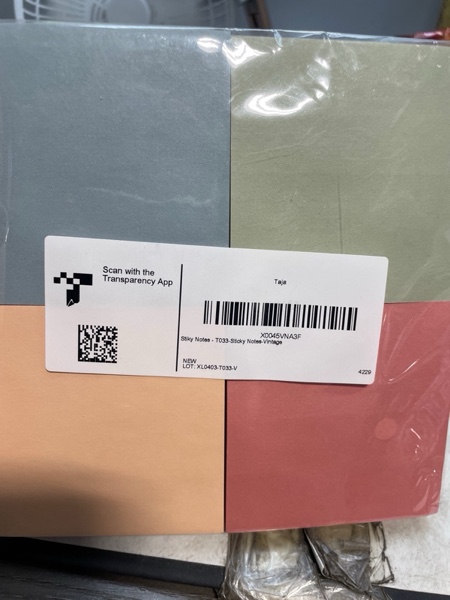 Scan with the
Transparency App
Taja
X0045VNA3F
Stiky Notes - T033-Sticky Notes-Vintage
NEW
LOT: XL0403-T033-V
4229